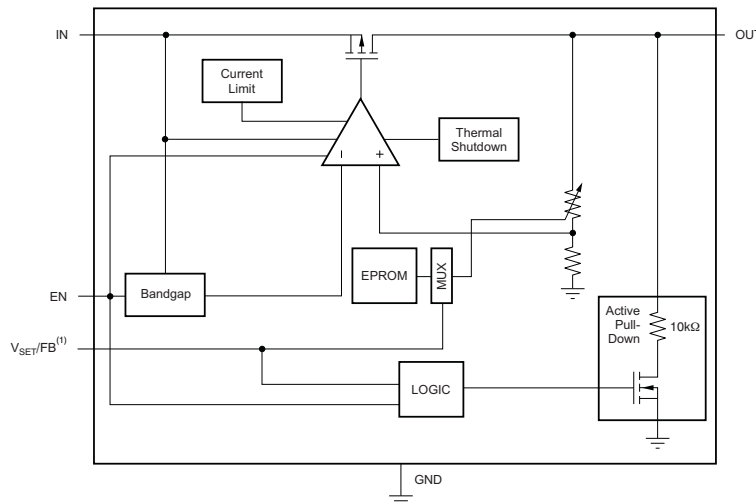 IN
OUT
Current
Limit
Thermal
Shutdown
EPROM
MUX
EN
Bandgap
Active
Pull-
Down
10kΩ
V_SET/FB^(1)
LOGIC
GND